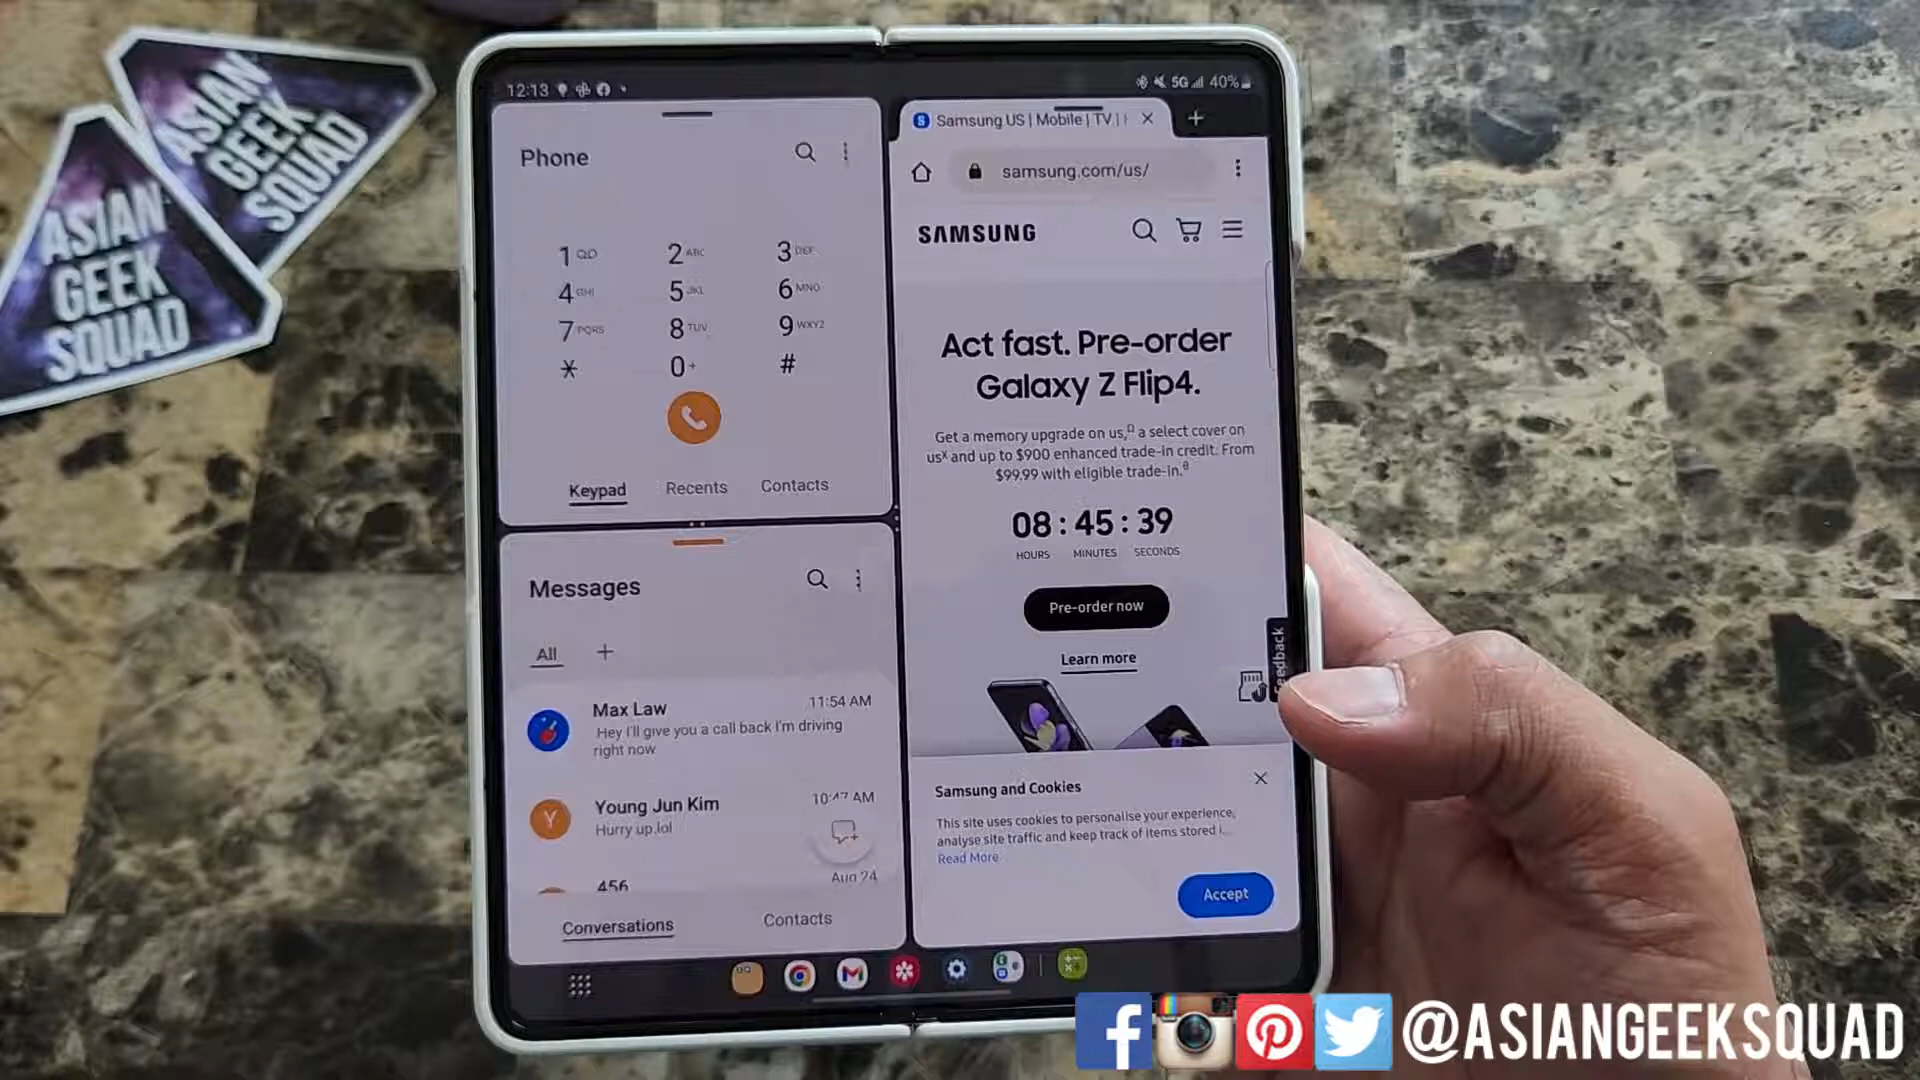 ASIAN
GEEK
SQUAD
ASIAN
GEEK
SQUAD
12:13
5G 40%
Phone
1
2 ABC
3 DEF
4 GHI
5 JKL
6 MNO
7 PQRS
8 TUV
9 WXYZ
*
0 +
#
Keypad Recents Contacts
Messages
All +
Max Law 11:54 AM
Hey I'll give you a call back I'm driving
right now
Y
Young Jun Kim 10:47 AM
Hurry up.lol
456 Aug 24
Conversations Contacts
S Samsung US | Mobile | TV |
samsung.com/us/
SAMSUNG
Act fast. Pre-order
Galaxy Z Flip4.
Get a memory upgrade on us,Ω a select cover on
usX and up to $900 enhanced trade-in credit. From
$99.99 with eligible trade-in.θ
08 : 45 : 39
HOURS MINUTES SECONDS
Pre-order now
Learn more
Feedback
Samsung and Cookies
This site uses cookies to personalise your experience,
analyse site traffic and keep track of items stored i...
Read More
Accept
@ASIANGEEKSQUAD